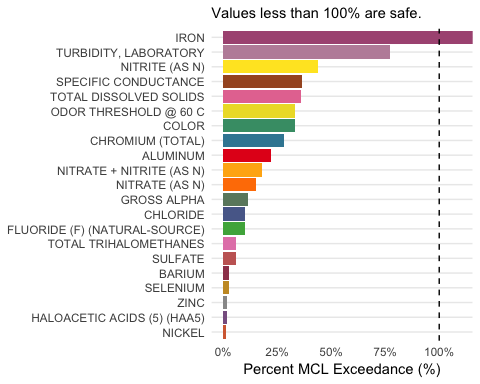 Values less than 100% are safe.
IRON
TURBIDITY, LABORATORY
NITRITE (AS N)
SPECIFIC CONDUCTANCE
TOTAL DISSOLVED SOLIDS
ODOR THRESHOLD @ 60 C
COLOR
CHROMIUM (TOTAL)
ALUMINUM
NITRATE + NITRITE (AS N)
NITRATE (AS N)
GROSS ALPHA
CHLORIDE
FLUORIDE (F) (NATURAL-SOURCE)
TOTAL TRIHALOMETHANES
SULFATE
BARIUM
SELENIUM
ZINC
HALOACETIC ACIDS (5) (HAA5)
NICKEL
0% 25% 50% 75% 100%
Percent MCL Exceedance (%)